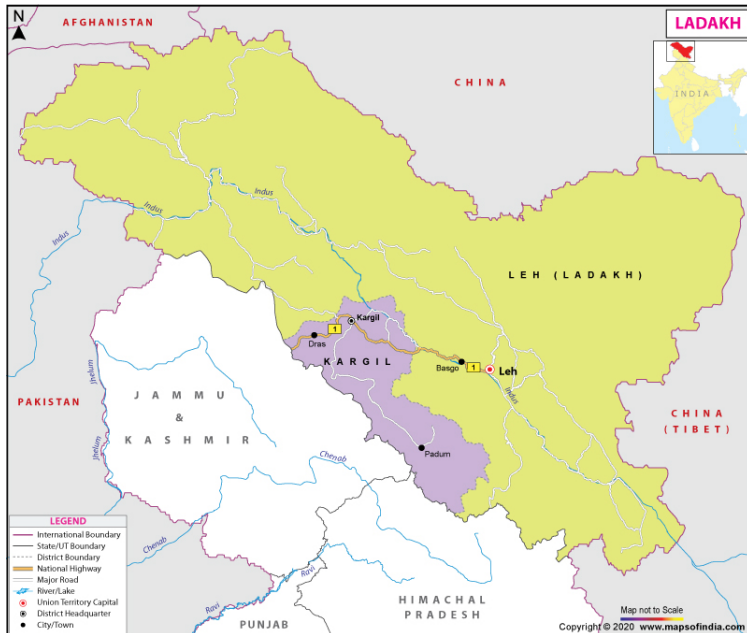 N
AFGHANISTAN
LADAKH
CHINA
INDIA
Indus
Indus
Indus
LEH (LADAKH)
Kargil
1
Dras
KARGIL
Basgo
1
Leh
Indus
Jhelum
PAKISTAN
JAMMU
&
KASHMIR
Jhelum
CHINA
(TIBET)
Padum
Chenab
Chenab
LEGEND
International Boundary
State/UT Boundary
District Boundary
National Highway
Major Road
River/Lake
Union Territory Capital
District Headquarter
City/Town
Ravi
Ravi
HIMACHAL
PRADESH
PUNJAB
Map not to Scale
Copyright © 2020 www.mapsofindia.com